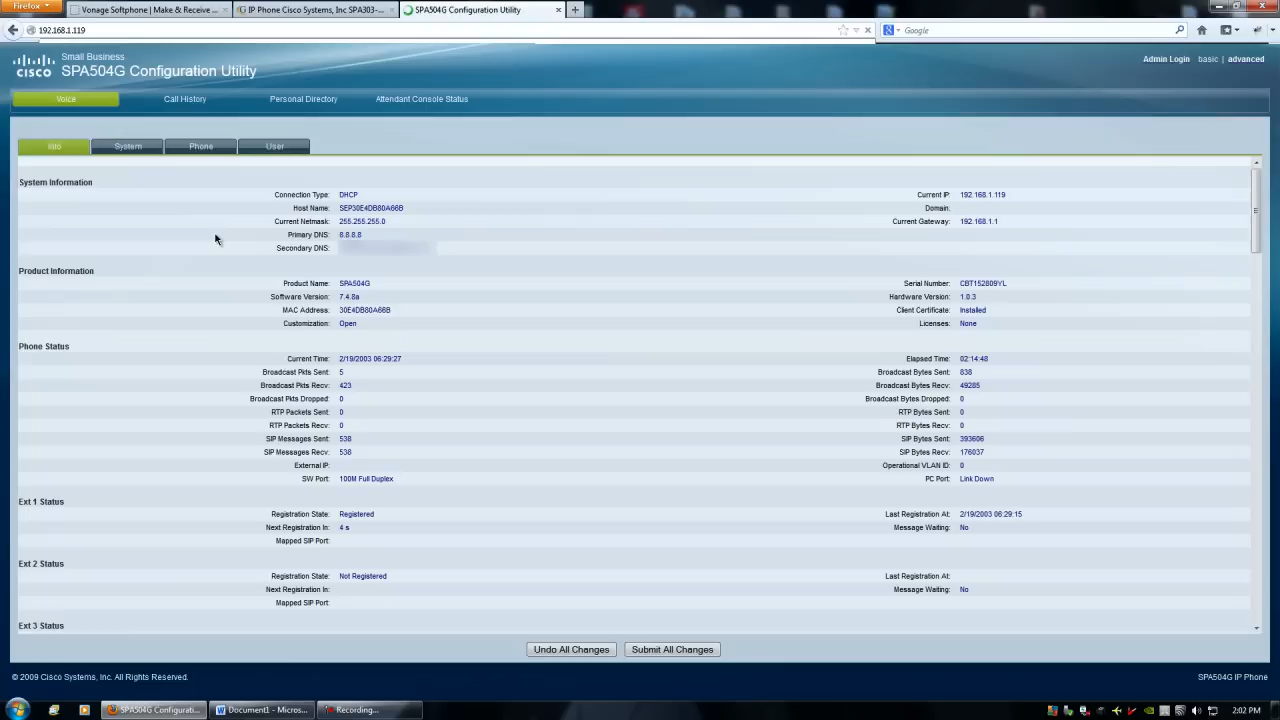 Firefox
Vonage Softphone | Make & Receive ...
IP Phone Cisco Systems, Inc SPA303-...
SPA504G Configuration Utility
192.168.1.119
Google
Small Business
CISCO SPA504G Configuration Utility
Admin Login basic | advanced
Voice Call History Personal Directory Attendant Console Status
Info System Phone User
System Information
Connection Type: DHCP Current IP: 192.168.1.119
Host Name: SEP30E4DB80A66B Domain:
Current Netmask: 255.255.255.0 Current Gateway: 192.168.1.1
Primary DNS: 8.8.8.8
Secondary DNS:
Product Information
Product Name: SPA504G Serial Number: CBT152809YL
Software Version: 7.4.8a Hardware Version: 1.0.3
MAC Address: 30E4DB80A66B Client Certificate: Installed
Customization: Open Licenses: None
Phone Status
Current Time: 2/19/2003 06:29:27 Elapsed Time: 02:14:48
Broadcast Pkts Sent: 5 Broadcast Bytes Sent: 838
Broadcast Pkts Recv: 423 Broadcast Bytes Recv: 49285
Broadcast Pkts Dropped: 0 Broadcast Bytes Dropped: 0
RTP Packets Sent: 0 RTP Bytes Sent: 0
RTP Packets Recv: 0 RTP Bytes Recv: 0
SIP Messages Sent: 538 SIP Bytes Sent: 393606
SIP Messages Recv: 538 SIP Bytes Recv: 176037
External IP: Operational VLAN ID: 0
SW Port: 100M Full Duplex PC Port: Link Down
Ext 1 Status
Registration State: Registered Last Registration At: 2/19/2003 06:29:15
Next Registration In: 4 s Message Waiting: No
Mapped SIP Port:
Ext 2 Status
Registration State: Not Registered Last Registration At:
Next Registration In: Message Waiting: No
Mapped SIP Port:
Ext 3 Status
Undo All Changes Submit All Changes
© 2009 Cisco Systems, Inc. All Rights Reserved. SPA504G IP Phone
SPA504G Configurati... Document1 - Micros... Recording... 2:02 PM